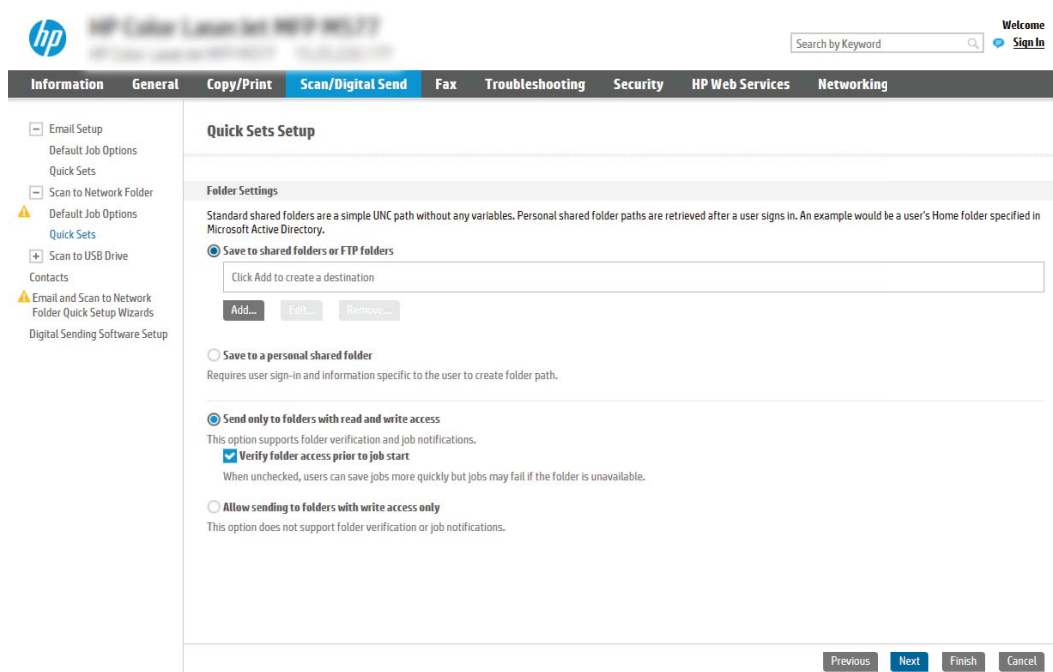 hp
Welcome
Search by Keyword
Sign In
Information General Copy/Print Scan/Digital Send Fax Troubleshooting Security HP Web Services Networking
Email Setup
Default Job Options
Quick Sets
Scan to Network Folder
Default Job Options
Quick Sets
Scan to USB Drive
Contacts
Email and Scan to Network
Folder Quick Setup Wizards
Digital Sending Software Setup
Quick Sets Setup
Folder Settings
Standard shared folders are a simple UNC path without any variables. Personal shared folder paths are retrieved after a user signs in. An example would be a user's Home folder specified in
Microsoft Active Directory.
Save to shared folders or FTP folders
Click Add to create a destination
Add... Edit... Remove...
Save to a personal shared folder
Requires user sign-in and information specific to the user to create folder path.
Send only to folders with read and write access
This option supports folder verification and job notifications.
Verify folder access prior to job start
When unchecked, users can save jobs more quickly but jobs may fail if the folder is unavailable.
Allow sending to folders with write access only
This option does not support folder verification or job notifications.
Previous Next Finish Cancel